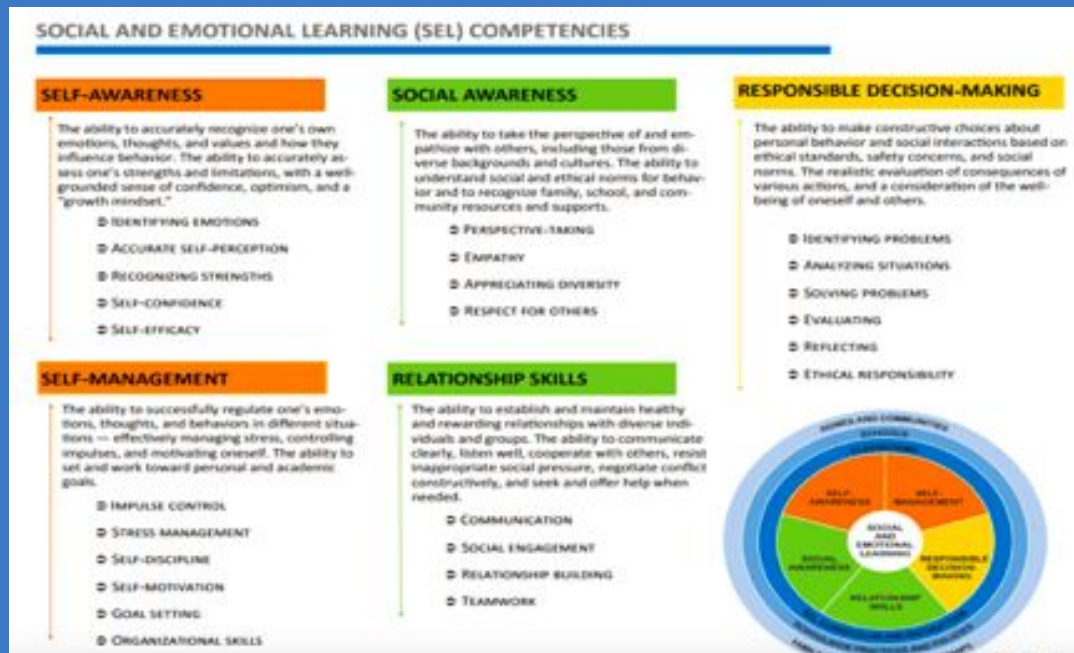 SOCIAL AND EMOTIONAL LEARNING (SEL) COMPETENCIES
SELF-AWARENESS
The ability to accurately recognize one's own
emotions, thoughts, and values and how they
influence behavior. The ability to accurately as-
sess one's strengths and limitations, with a well-
grounded sense of confidence, optimism, and a
"growth mindset."
IDENTIFYING EMOTIONS
ACCURATE SELF-PERCEPTION
RECOGNIZING STRENGTHS
SELF-CONFIDENCE
SELF-EFFICACY
SELF-MANAGEMENT
The ability to successfully regulate one's emo-
tions, thoughts, and behaviors in different situa-
tions — effectively managing stress, controlling
impulses, and motivating oneself. The ability to
set and work toward personal and academic
goals.
IMPULSE CONTROL
STRESS MANAGEMENT
SELF-DISCIPLINE
SELF-MOTIVATION
GOAL SETTING
ORGANIZATIONAL SKILLS
SOCIAL AWARENESS
The ability to take the perspective of and em-
pathize with others, including those from di-
verse backgrounds and cultures. The ability to
understand social and ethical norms for behav-
ior and to recognize family, school, and com-
munity resources and supports.
PERSPECTIVE-TAKING
EMPATHY
APPRECIATING DIVERSITY
RESPECT FOR OTHERS
RELATIONSHIP SKILLS
The ability to establish and maintain healthy
and rewarding relationships with diverse indi-
viduals and groups. The ability to communicate
clearly, listen well, cooperate with others, resist
inappropriate social pressure, negotiate conflict
constructively, and seek and offer help when
needed.
COMMUNICATION
SOCIAL ENGAGEMENT
RELATIONSHIP BUILDING
TEAMWORK
RESPONSIBLE DECISION-MAKING
The ability to make constructive choices about
personal behavior and social interactions based on
ethical standards, safety concerns, and social
norms. The realistic evaluation of consequences of
various actions, and a consideration of the well-
being of oneself and others.
IDENTIFYING PROBLEMS
ANALYZING SITUATIONS
SOLVING PROBLEMS
EVALUATING
REFLECTING
ETHICAL RESPONSIBILITY
HOMES AND COMMUNITIES
SELF-
AWARENESS
SELF-
MANAGEMENT
SOCIAL
AND
EMOTIONAL
LEARNING
SOCIAL
AWARENESS
RESPONSIBLE
DECISION-
MAKING
RELATIONSHIP
SKILLS